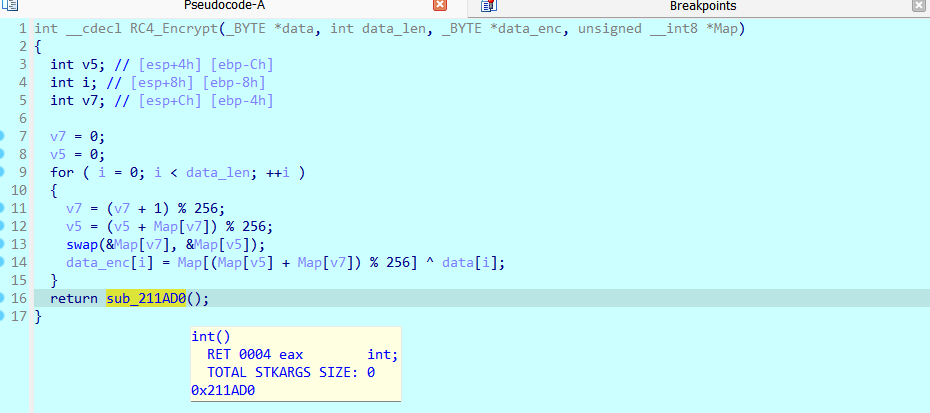 Pseudocode-A
Breakpoints
1 int __cdecl RC4_Encrypt(_BYTE *data, int data_len, _BYTE *data_enc, unsigned __int8 *Map)
2 {
3   int v5; // [esp+4h] [ebp-Ch]
4   int i; // [esp+8h] [ebp-8h]
5   int v7; // [esp+Ch] [ebp-4h]
6
7   v7 = 0;
8   v5 = 0;
9   for ( i = 0; i < data_len; ++i )
10   {
11     v7 = (v7 + 1) % 256;
12     v5 = (v5 + Map[v7]) % 256;
13     swap(&Map[v7], &Map[v5]);
14     data_enc[i] = Map[(Map[v5] + Map[v7]) % 256] ^ data[i];
15   }
16   return sub_211AD0();
17 }
int()
  RET 0004 eax       int;
  TOTAL STKARGS SIZE: 0
0x211AD0